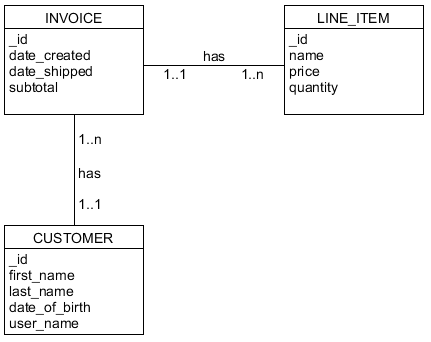 INVOICE
_id
date_created
date_shipped
subtotal
has
1..1
1..n
LINE_ITEM
_id
name
price
quantity
1..n
has
1..1
CUSTOMER
_id
first_name
last_name
date_of_birth
user_name